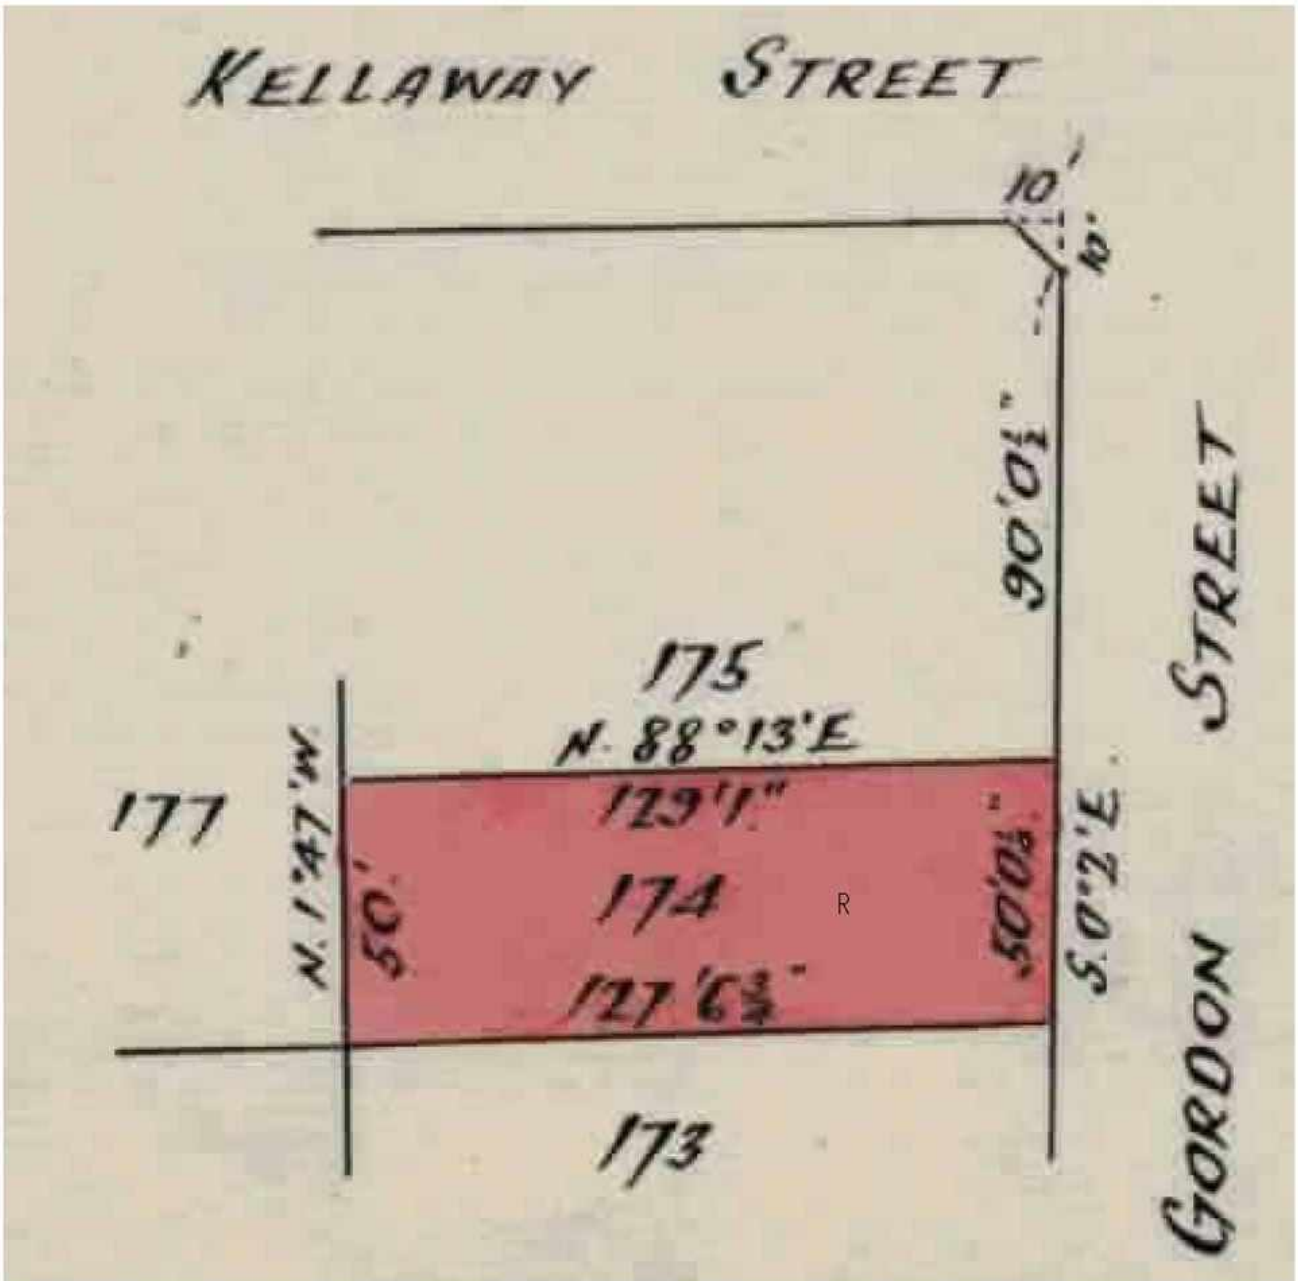 KELLAWAY STREET
10'
10'
90'0½"
175
N. 88°13'E
129'1"
177
N. 1°47'W.
50'.
174
R
50'0½"
S.0°2'E.
127'6¾"
173
GORDON STREET